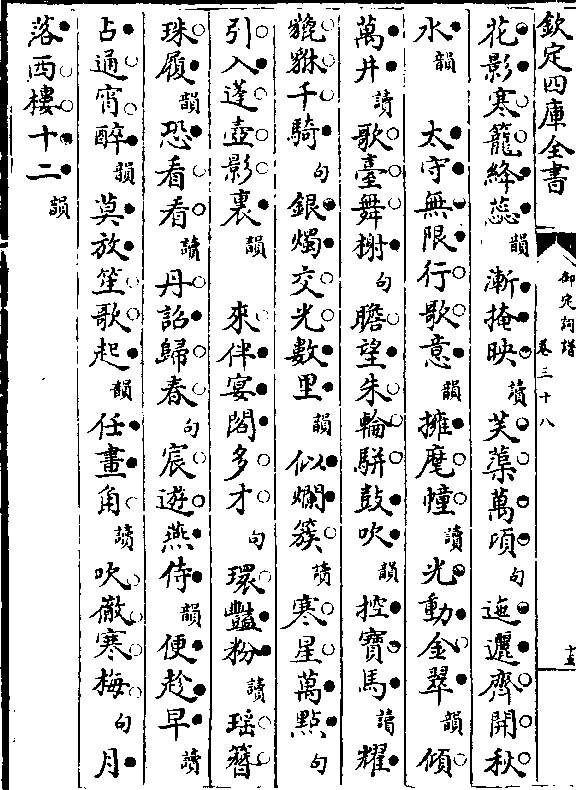 欽定四庫全書
御定詞譜
卷三十八
十五
花影寒籠絳蕊韻漸掩映讀芙蕖萬頃句迤邐齊開秋
水韻 太守無限行歌意韻擁麾幢讀光動金翠韻傾
萬井讀歌臺舞榭句瞻望朱輪駢鼓吹韻控寶馬讀耀
貔貅千騎句銀燭交光數里韻似爛簇讀寒星萬點句
引入蓬壺影裏韻 來伴宴閣多才句環豔粉讀瑶簪
珠履韻恐看看讀丹詔歸春句宸遊燕侍韻便趁早讀
占通宵醉韻莫放笙歌起韻任畫角讀吹徹寒梅句月
落西樓十二韻